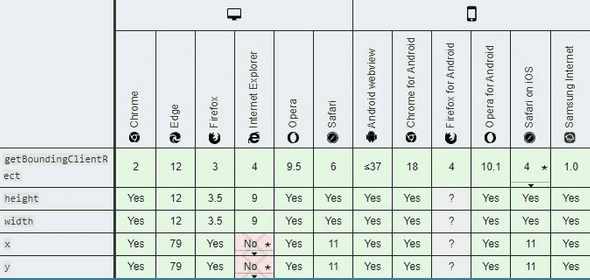 Chrome Edge Firefox Internet Explorer Opera Safari Android webview Chrome for Android Firefox for Android Opera for Android Safari on iOS Samsung Internet
getBoundingClientR 2 12 3 4 9.5 6 ≤37 18 4 10.1 4 * 1.0
ect
height Yes 12 3.5 9 Yes Yes Yes Yes ? Yes Yes Yes
width Yes 12 3.5 9 Yes Yes Yes Yes ? Yes Yes Yes
x Yes 79 Yes No * Yes 11 Yes Yes ? Yes 11 Yes
y Yes 79 Yes No * Yes 11 Yes Yes ? Yes 11 Yes